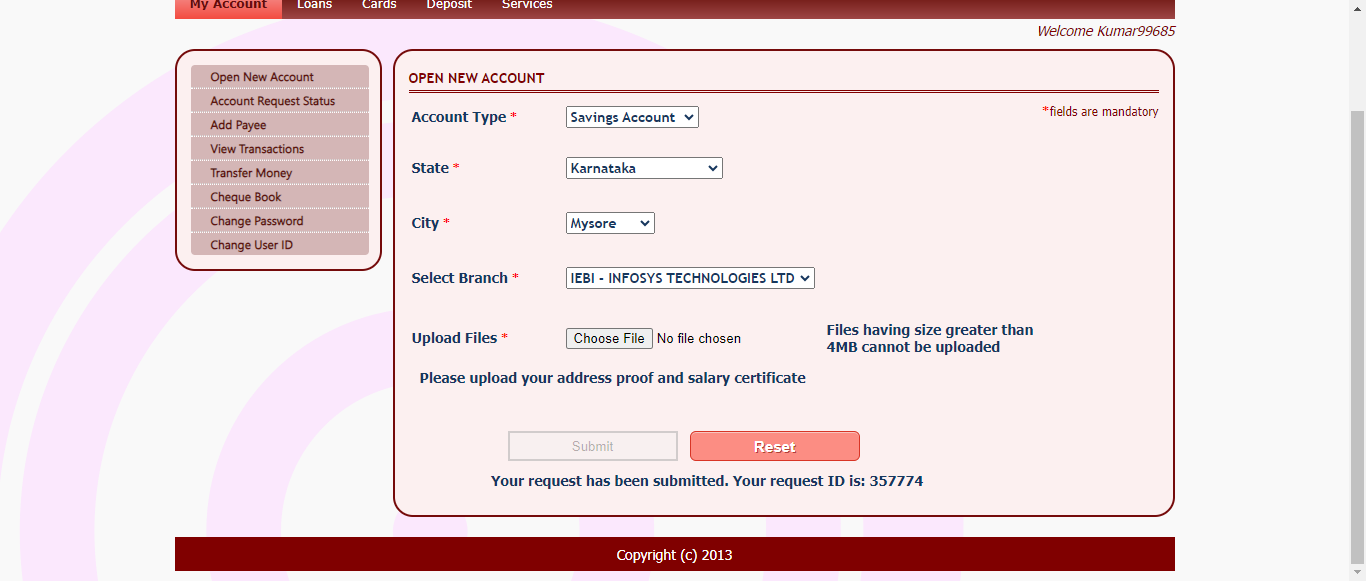 My Account Loans Cards Deposit Services
Welcome Kumar99685
Open New Account
Account Request Status
Add Payee
View Transactions
Transfer Money
Cheque Book
Change Password
Change User ID
OPEN NEW ACCOUNT
*fields are mandatory
Account Type * Savings Account
State * Karnataka
City * Mysore
Select Branch * IEBI - INFOSYS TECHNOLOGIES LTD
Upload Files * Choose File No file chosen
Files having size greater than
4MB cannot be uploaded
Please upload your address proof and salary certificate
Submit Reset
Your request has been submitted. Your request ID is: 357774
Copyright (c) 2013